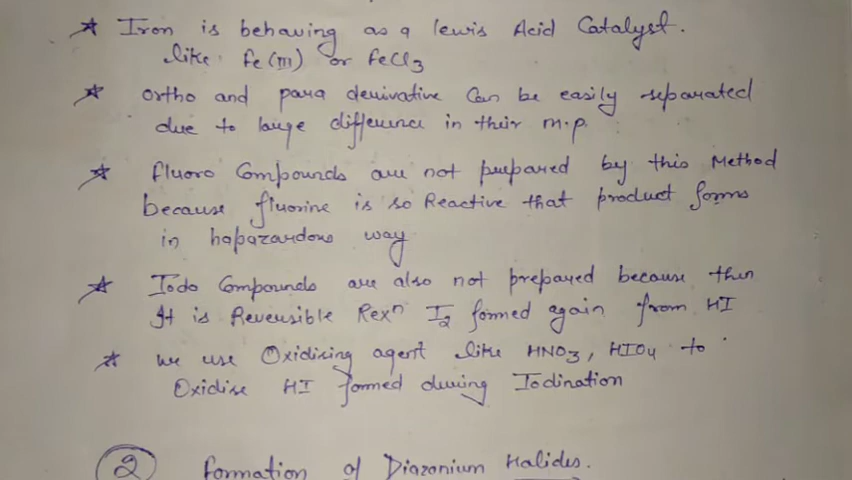 * Iron is behaving as a lewis Acid Catalyst.
like Fe(III) or FeCl3
* ortho and para derivative Can be easily separated
due to large difference in their m.p.
* Fluoro Compounds are not prepared by this Method
because fluorine is so Reactive that product forms
in hapazardous way
* Iodo Compounds are also not prepared because then
It is Reversible Rexn I2 formed again from HI
* We use Oxidising agent like HNO3, HIO4 to
Oxidise HI formed during Iodination
2 Formation of Diazonium Halides.